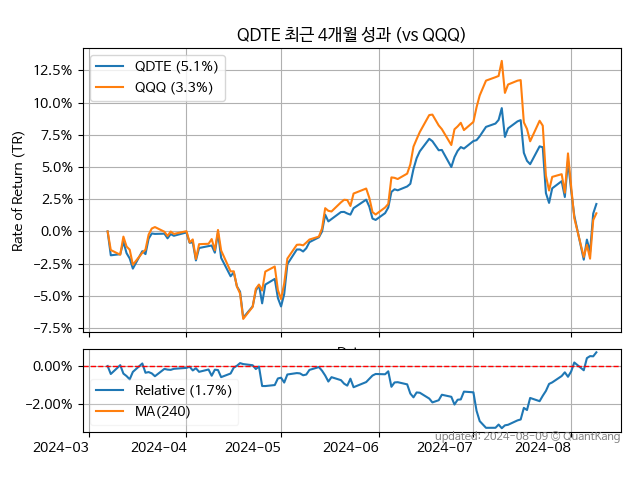 QDTE 최근 4개월 성과 (vs QQQ)
Rate of Return (TR)
12.5%
10.0%
7.5%
5.0%
2.5%
0.0%
−2.5%
−5.0%
−7.5%
QDTE (5.1%)
QQQ (3.3%)
0.00%
−2.00%
Relative (1.7%)
MA(240)
updated: 2024-08-09 © QuantKang
2024-03
2024-04
2024-05
2024-06
2024-07
2024-08